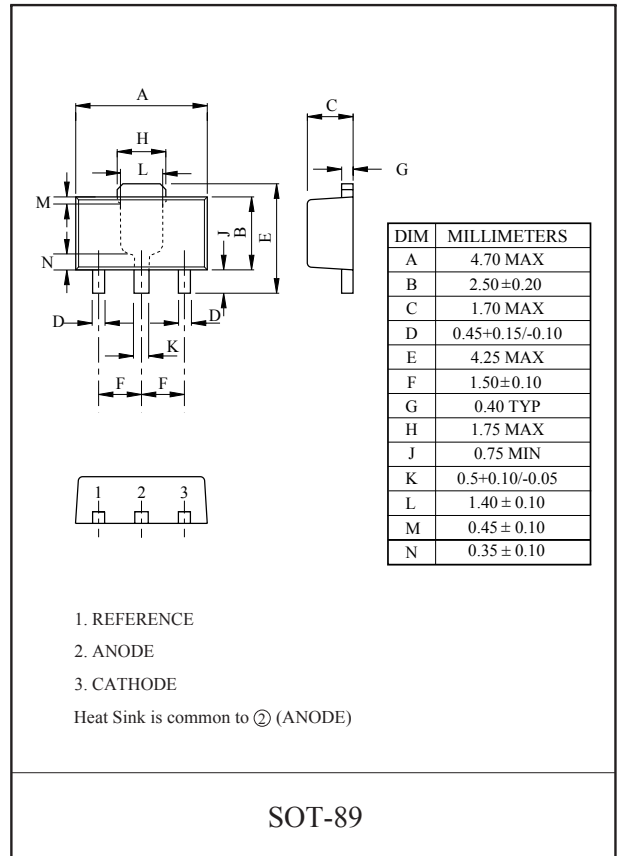 A
C
H
L
G
M
J
B
E
N
D
D
K
F
F
DIM MILLIMETERS
A 4.70 MAX
B 2.50±0.20
C 1.70 MAX
D 0.45+0.15/-0.10
E 4.25 MAX
F 1.50±0.10
G 0.40 TYP
H 1.75 MAX
J 0.75 MIN
K 0.5+0.10/-0.05
L 1.40 ± 0.10
M 0.45 ± 0.10
N 0.35 ± 0.10
1 2 3
1. REFERENCE
2. ANODE
3. CATHODE
Heat Sink is common to ② (ANODE)
SOT-89